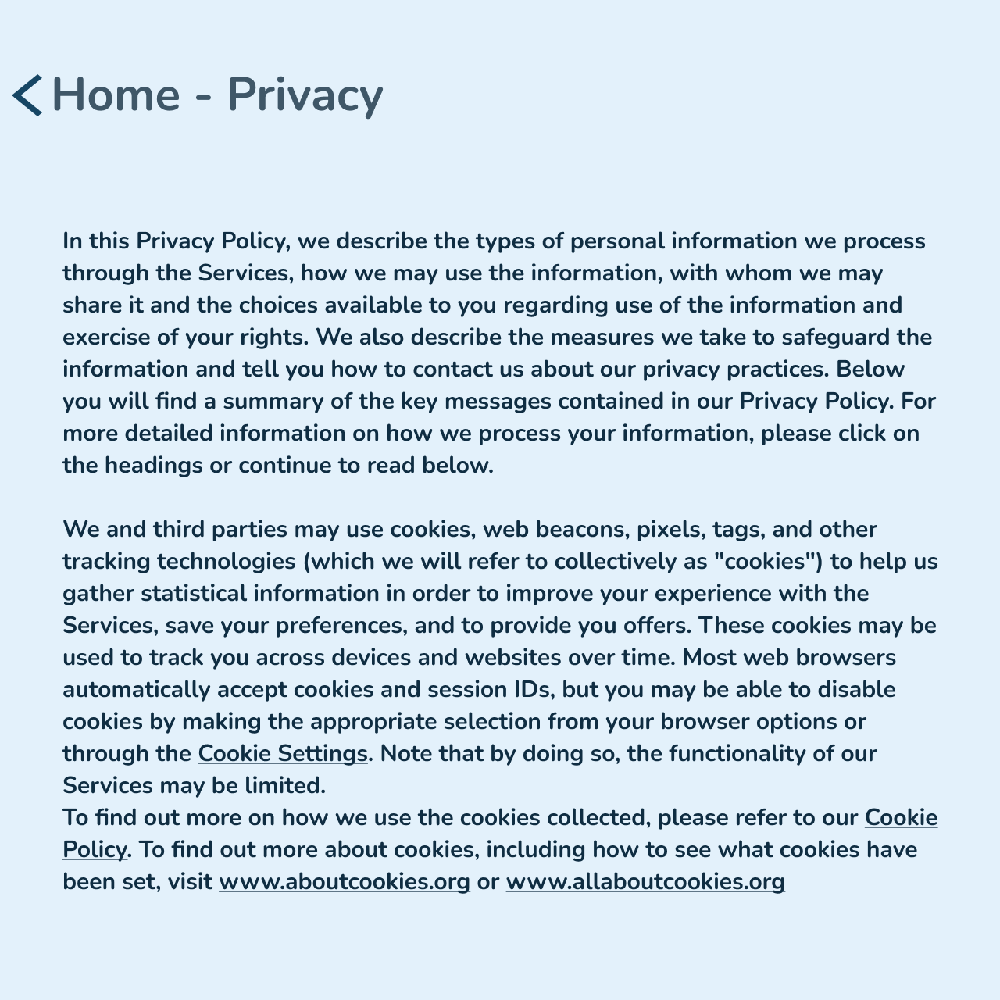 Home - Privacy
In this Privacy Policy, we describe the types of personal information we process
through the Services, how we may use the information, with whom we may
share it and the choices available to you regarding use of the information and
exercise of your rights. We also describe the measures we take to safeguard the
information and tell you how to contact us about our privacy practices. Below
you will find a summary of the key messages contained in our Privacy Policy. For
more detailed information on how we process your information, please click on
the headings or continue to read below.
We and third parties may use cookies, web beacons, pixels, tags, and other
tracking technologies (which we will refer to collectively as "cookies") to help us
gather statistical information in order to improve your experience with the
Services, save your preferences, and to provide you offers. These cookies may be
used to track you across devices and websites over time. Most web browsers
automatically accept cookies and session IDs, but you may be able to disable
cookies by making the appropriate selection from your browser options or
through the Cookie Settings. Note that by doing so, the functionality of our
Services may be limited.
To find out more on how we use the cookies collected, please refer to our Cookie
Policy. To find out more about cookies, including how to see what cookies have
been set, visit www.aboutcookies.org or www.allaboutcookies.org